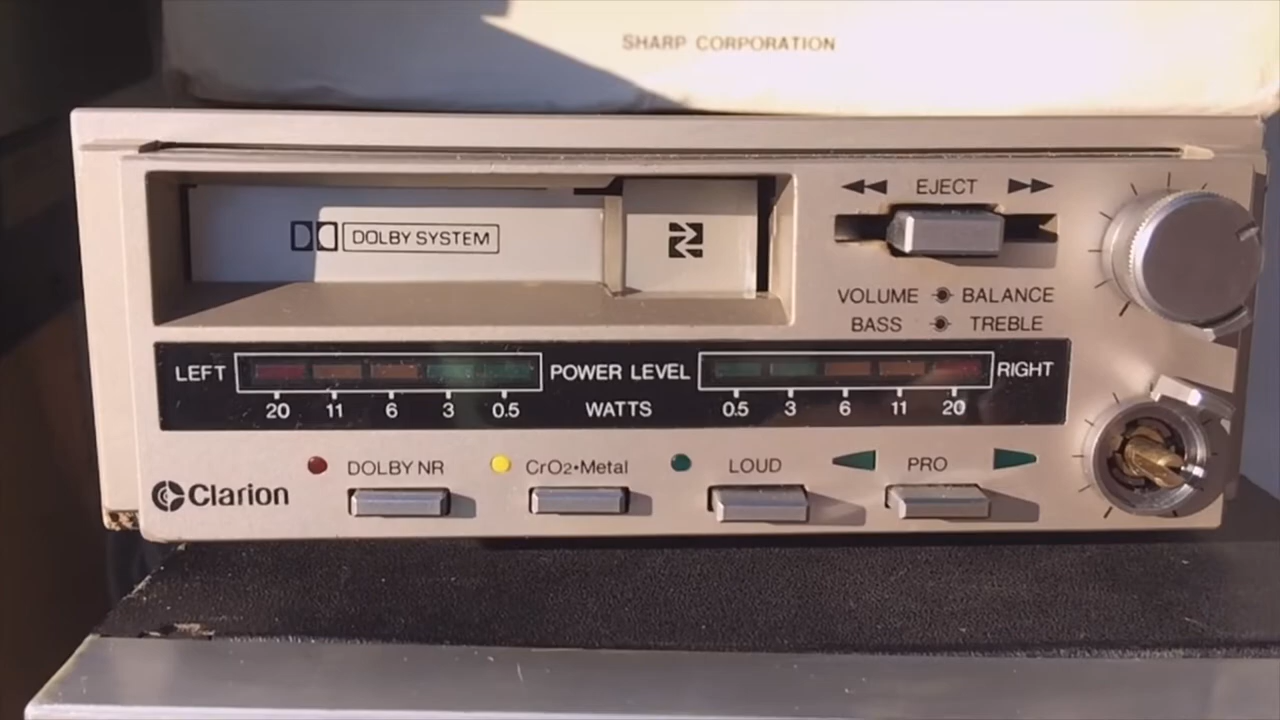 SHARP CORPORATION
EJECT
DOLBY SYSTEM
VOLUME BALANCE
BASS TREBLE
LEFT POWER LEVEL RIGHT
20 11 6 3 0.5 WATTS 0.5 3 6 11 20
DOLBY NR CrO2•Metal LOUD PRO
Clarion